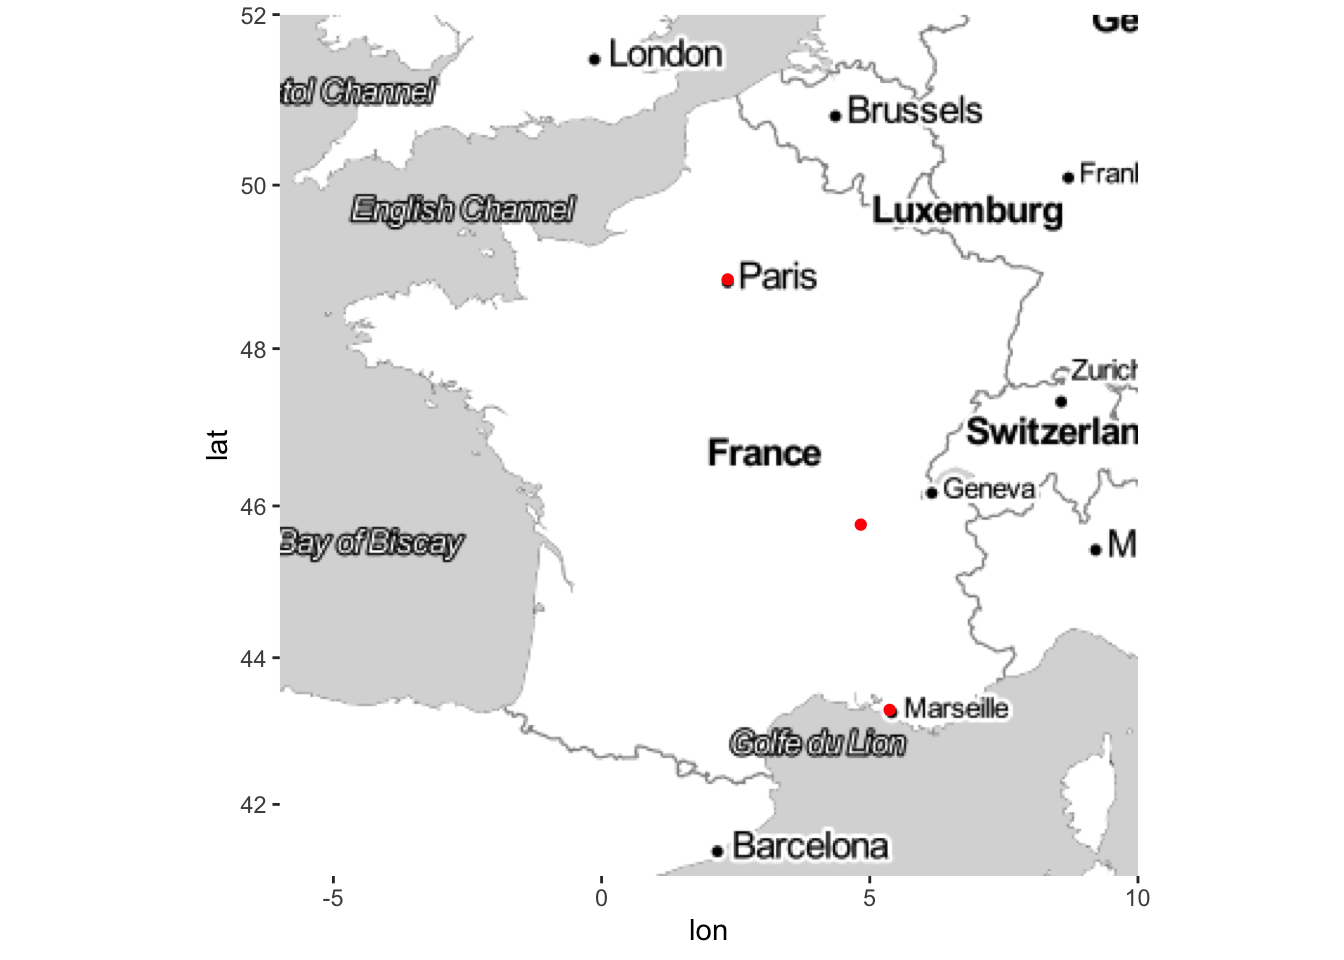 52
Ge
London
tol Channel
Brussels
50
Franl
English Channel
Luxemburg
Paris
48
Zurich
lat
Switzerlan
France
46
Geneva
Bay of Biscay
M
44
Marseille
Golfe du Lion
42
Barcelona
-5
0
5
10
lon